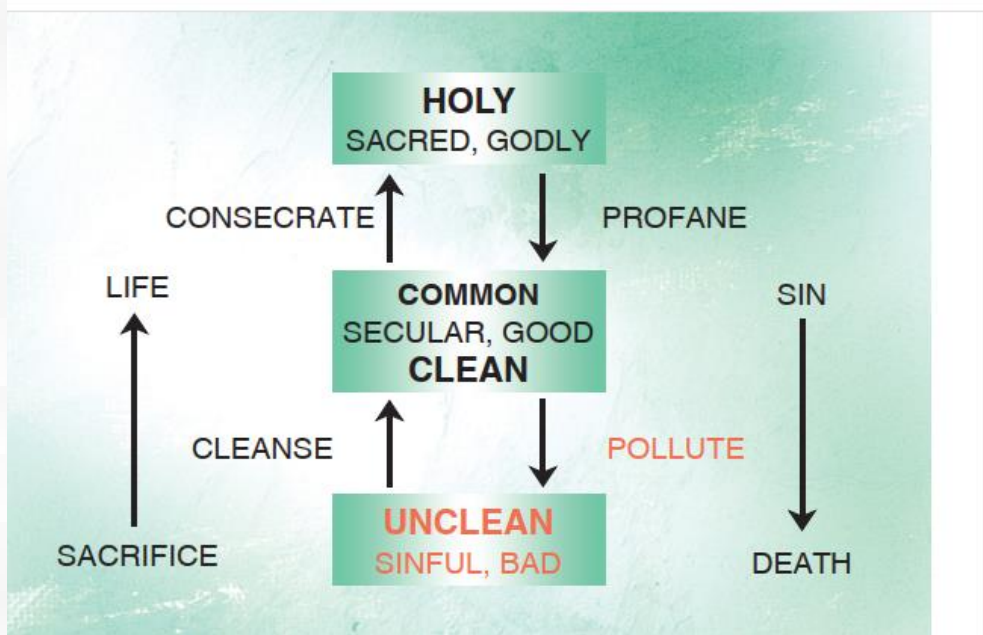 HOLY
SACRED, GODLY
CONSECRATE
PROFANE
LIFE
COMMON
SECULAR, GOOD
CLEAN
SIN
CLEANSE
POLLUTE
SACRIFICE
UNCLEAN
SINFUL, BAD
DEATH